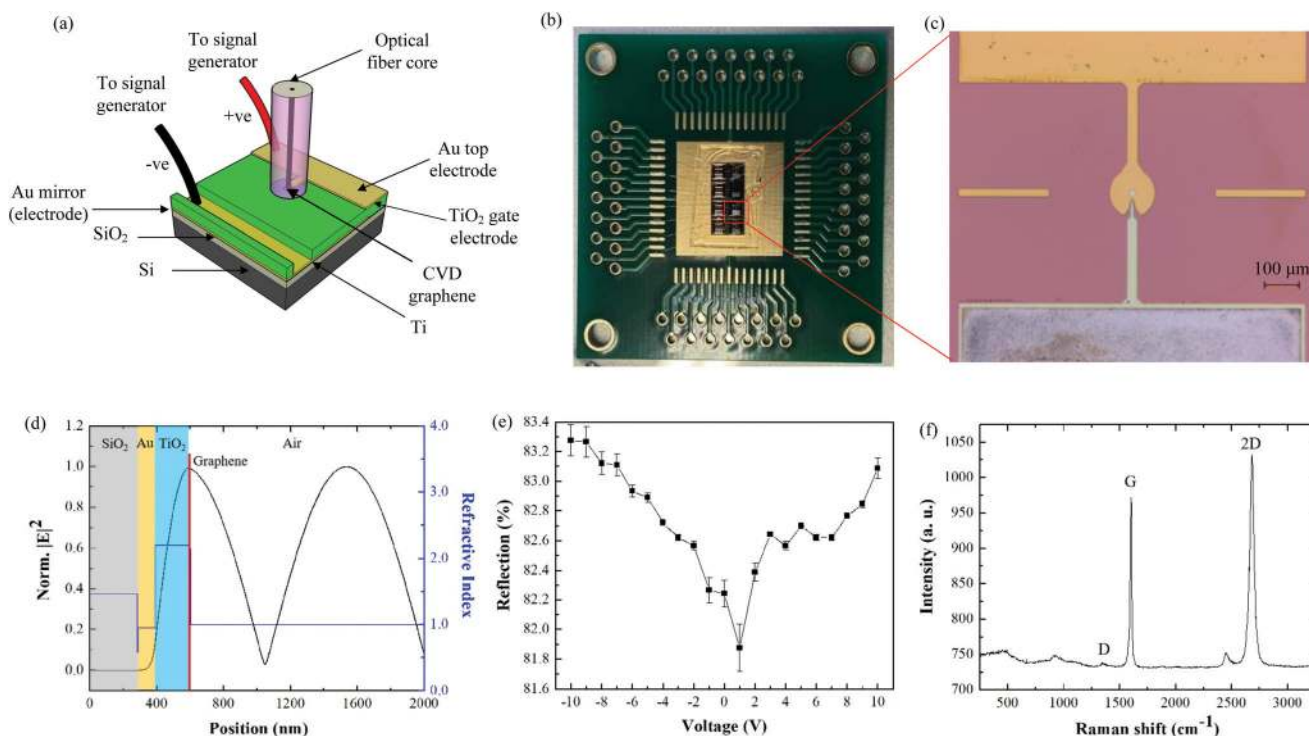 (a)
To signal
generator
To signal
generator
Optical
fiber core
+ve
-ve
Au top
electrode
Au mirror
(electrode)
TiO2 gate
electrode
SiO2
Si
CVD
graphene
Ti
(b)
(c)
100 μm
(d)
1.2
1.0
0.8
0.6
0.4
0.2
0.0
Norm. |E|²
SiO2
Au
TiO2
Air
Graphene
4.0
3.0
2.0
1.0
0.0
Refractive Index
0
400
800
1200
1600
2000
Position (nm)
(e)
83.4
83.2
83.0
82.8
82.6
82.4
82.2
82.0
81.8
81.6
Reflection (%)
-10 -8 -6 -4 -2 0 2 4 6 8 10
Voltage (V)
(f)
1050
1000
950
900
850
800
750
700
Intensity (a. u.)
D
G
2D
500 1000 1500 2000 2500 3000
Raman shift (cm⁻¹)